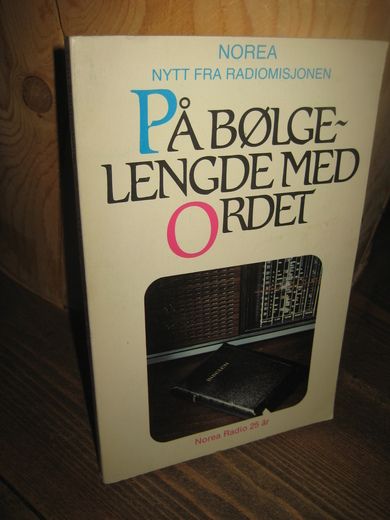 NOREA
NYTT FRA RADIOMISJONEN
PÅ BØLGE~
LENGDE MED
ORDET
BIBELEN
Norea Radio 25 år